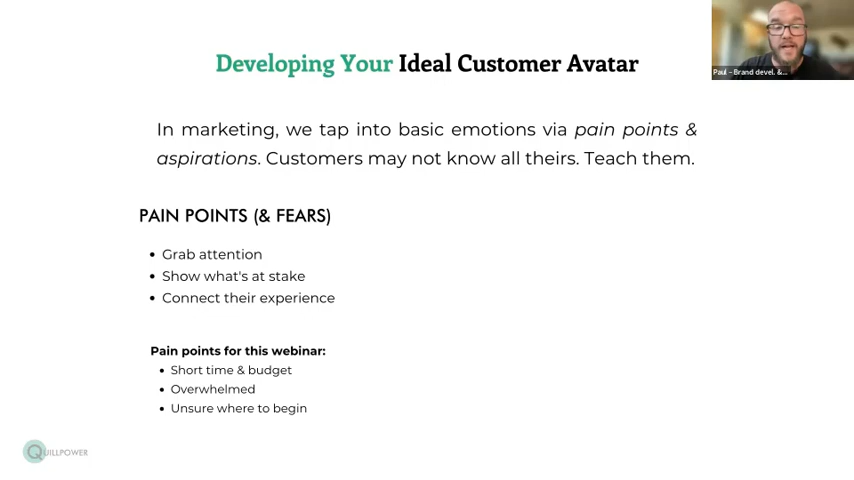 Paul - Brand devel. &...
Developing Your Ideal Customer Avatar
In marketing, we tap into basic emotions via pain points &
aspirations. Customers may not know all theirs. Teach them.
PAIN POINTS (& FEARS)
• Grab attention
• Show what's at stake
• Connect their experience
Pain points for this webinar:
• Short time & budget
• Overwhelmed
• Unsure where to begin
QUILLPOWER